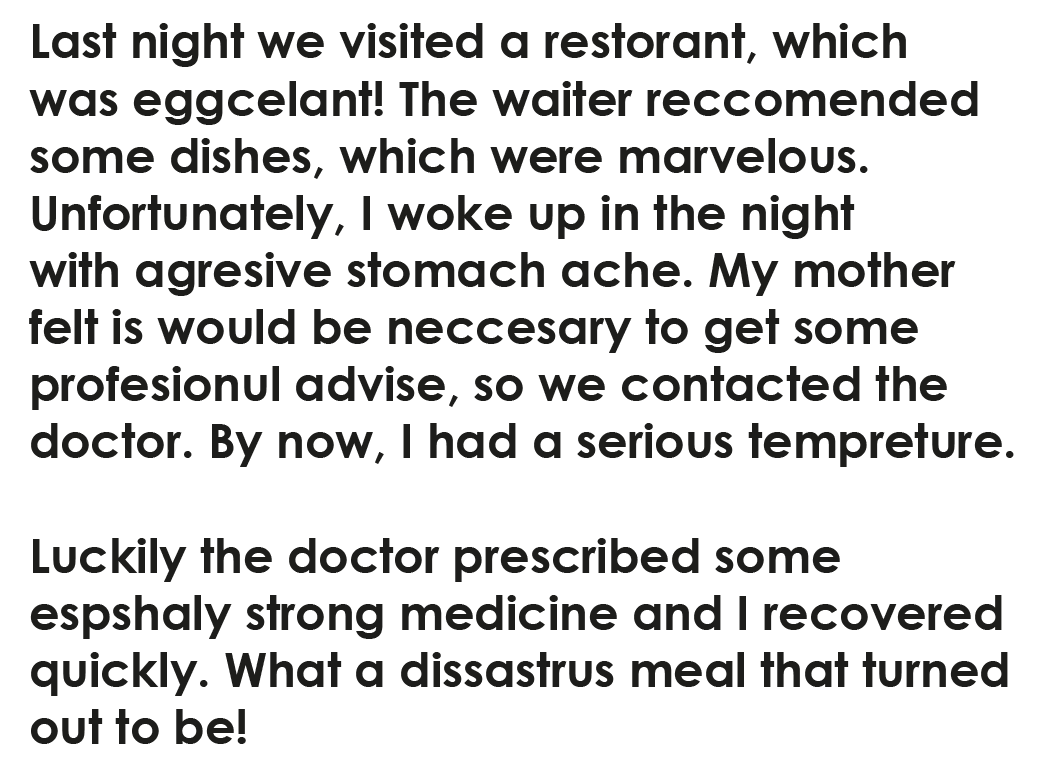 Last night we visited a restorant, which
was eggcelant! The waiter reccomended
some dishes, which were marvelous.
Unfortunately, I woke up in the night
with agresive stomach ache. My mother
felt is would be neccesary to get some
profesionul advise, so we contacted the
doctor. By now, I had a serious tempreture.
Luckily the doctor prescribed some
espshaly strong medicine and I recovered
quickly. What a dissastrus meal that turned
out to be!